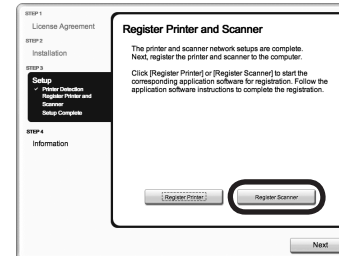 STEP 1
License Agreement
STEP 2
Installation
STEP 3
Setup
✓ Printer Detection
Register Printer and
Scanner
Setup Complete
STEP 4
Information
Register Printer and Scanner
The printer and scanner network setups are complete.
Next, register the printer and scanner to the computer.
Click [Register Printer] or [Register Scanner] to start the
corresponding application software for registration. Follow the
application software instructions to complete the registration.
Register Printer
Register Scanner
Next